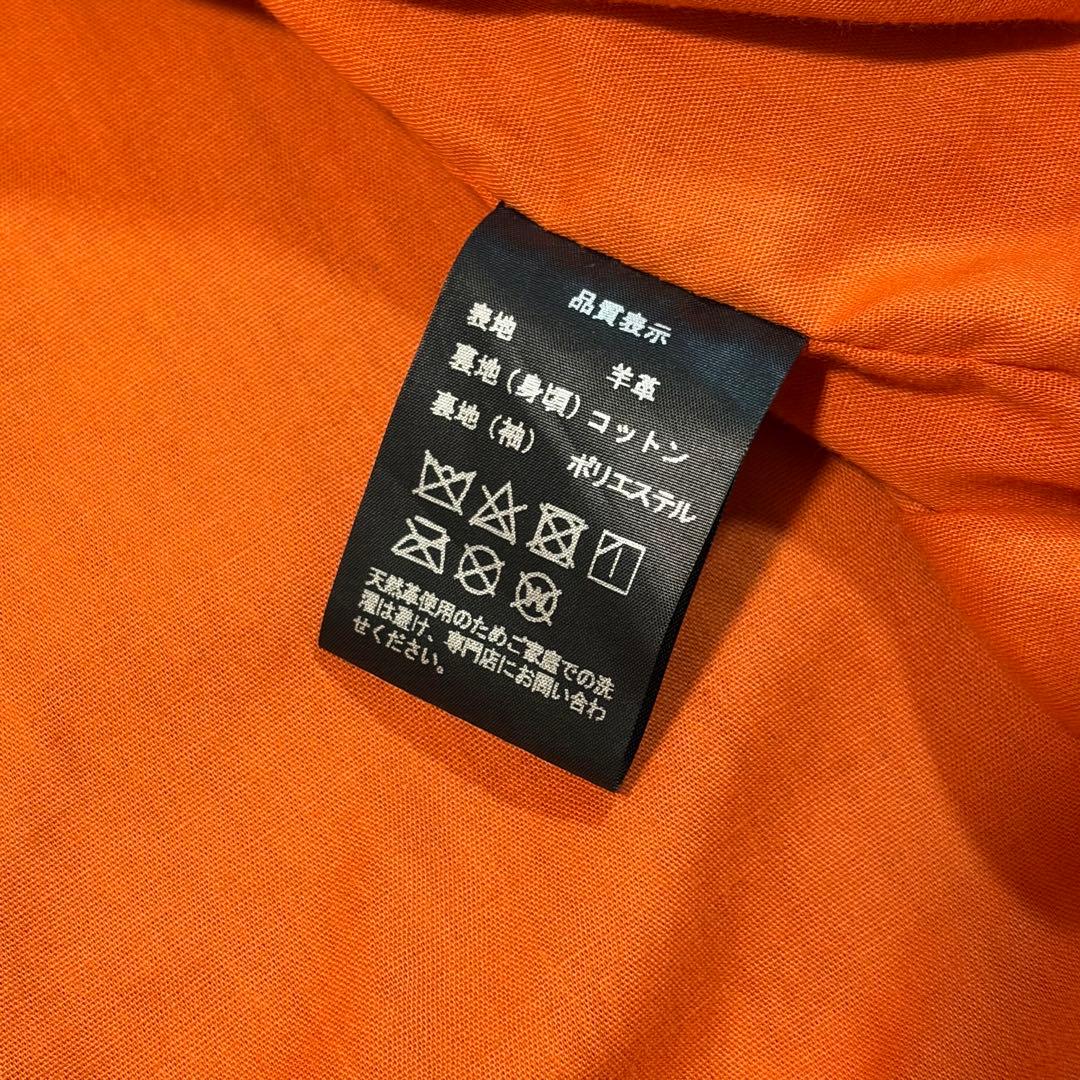 品質表示
表地 羊革
裏地(身頃)コットン
裏地(袖) ポリエステル
天然革使用のためご家庭での洗
濯は避け、専門店にお問い合わ
せください。